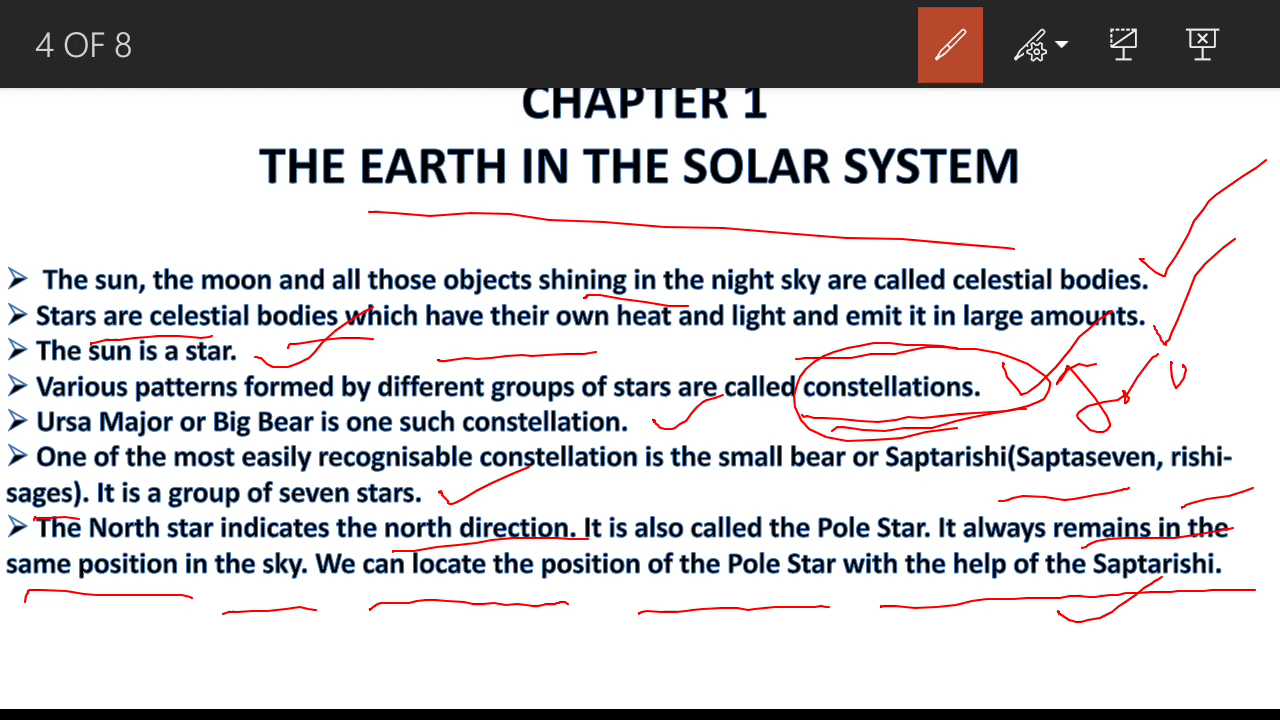 4 OF 8
CHAPTER 1
THE EARTH IN THE SOLAR SYSTEM
➢ The sun, the moon and all those objects shining in the night sky are called celestial bodies.
➢ Stars are celestial bodies which have their own heat and light and emit it in large amounts.
➢ The sun is a star.
➢ Various patterns formed by different groups of stars are called constellations.
➢ Ursa Major or Big Bear is one such constellation.
➢ One of the most easily recognisable constellation is the small bear or Saptarishi(Saptaseven, rishi-
sages). It is a group of seven stars.
➢ The North star indicates the north direction. It is also called the Pole Star. It always remains in the
same position in the sky. We can locate the position of the Pole Star with the help of the Saptarishi.